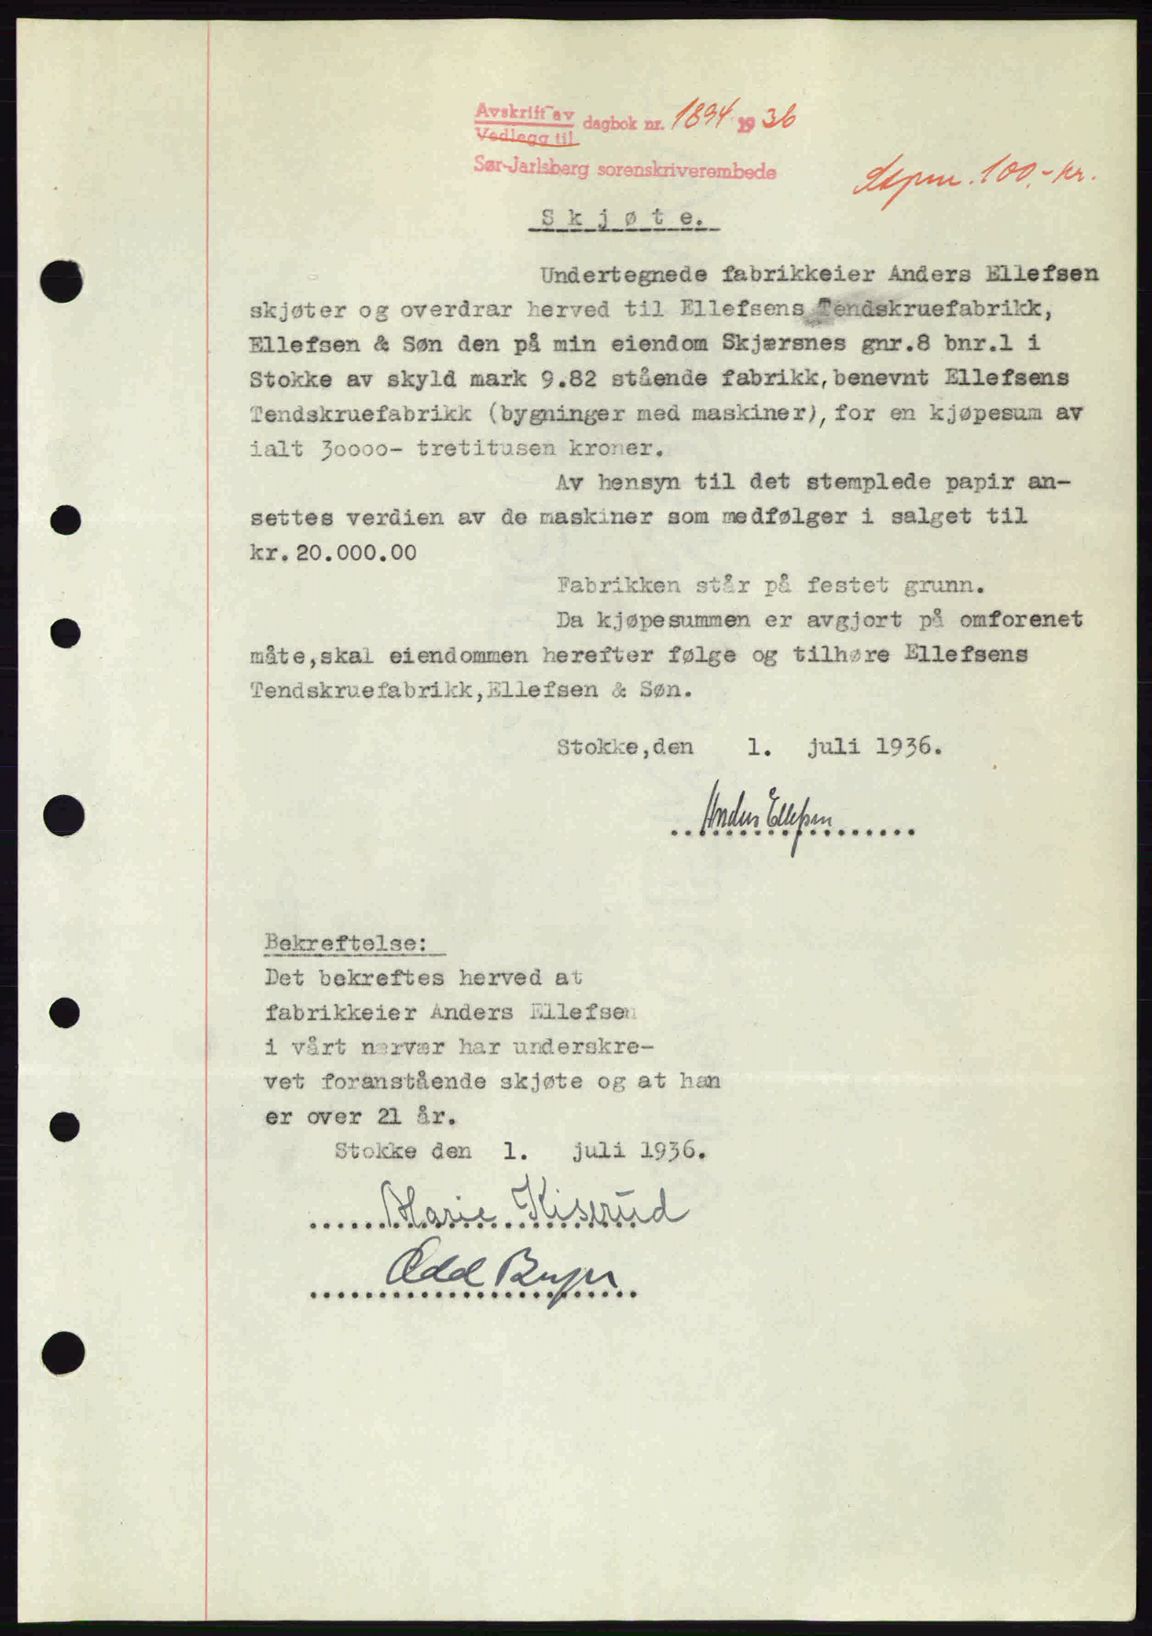 Avskrift av
Vedlegg til
dagbok nr. 1894 1936
Sør-Jarlsberg sorenskriverembede
100,- kr.
Skjøte.
Undertegnede fabrikkeier Anders Ellefsen
skjøter og overdrar herved til Ellefsens Tendskruefabrikk,
Ellefsen & Søn den på min eiendom Skjærsnes gnr.8 bnr.1 i
Stokke av skyld mark 9.82 stående fabrikk, benevnt Ellefsens
Tendskruefabrikk (bygninger med maskiner), for en kjøpesum av
ialt 30000- tretitusen kroner.
Av hensyn til det stemplede papir an-
settes verdien av de maskiner som medfølger i salget til
kr. 20.000.00
Fabrikken står på festet grunn.
Da kjøpesummen er avgjort på omforenet
måte, skal eiendommen herefter følge og tilhøre Ellefsens
Tendskruefabrikk, Ellefsen & Søn.
Stokke, den 1. juli 1936.
Anders Ellefsen
Bekreftelse:
Det bekreftes herved at
fabrikkeier Anders Ellefsen
i vårt nærvær har underskre-
vet foranstående skjøte og at han
er over 21 år.
Stokke den 1. juli 1936.
Marie Kiserud
Odd